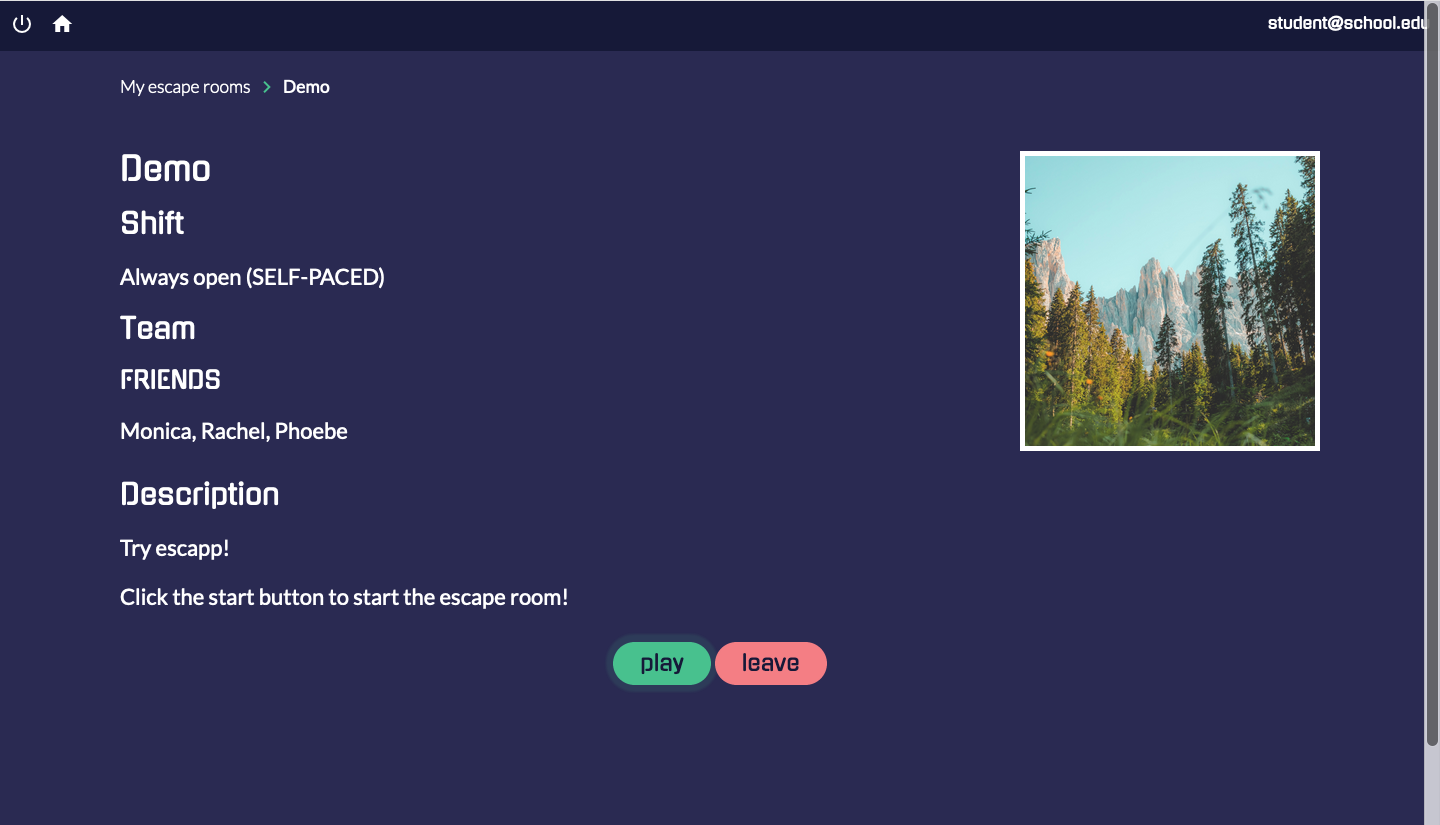 student@school.edu
My escape rooms > Demo
Demo
Shift
Always open (SELF-PACED)
Team
FRIENDS
Monica, Rachel, Phoebe
Description
Try escapp!
Click the start button to start the escape room!
play leave